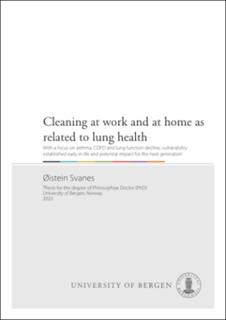 Cleaning at work and at home as
related to lung health
With a focus on asthma, COPD and lung function decline, vulnerability
established early in life and potential impact for the next generation
Øistein Svanes
Thesis for the degree of Philosophiae Doctor (PhD)
University of Bergen, Norway
UNIVERSITY OF BERGEN